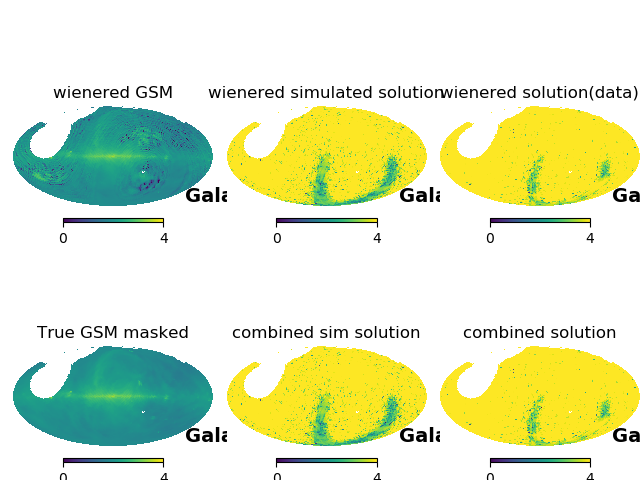 wienered GSM
wienered simulated solution
wienered solution(data)
Gala
Gala
Ga
0 4
0 4
0 4
True GSM masked
combined sim solution
combined solution
Gala
Gala
Ga
0 4
0 4
0 4